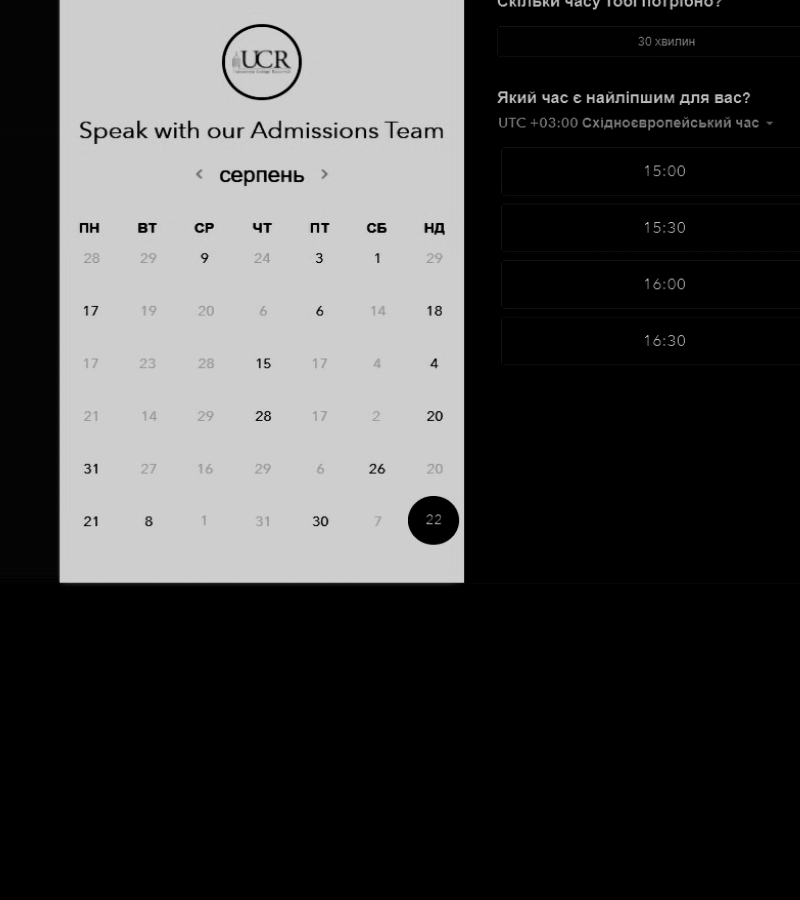 UCR
Speak with our Admissions Team
серпень
ПН ВТ СР ЧТ ПТ СБ НД
28 29 9 24 3 1 29
17 19 20 6 6 14 18
17 23 28 15 17 4 4
21 14 29 28 17 2 20
31 27 16 29 6 26 20
21 8 1 31 30 7 22
Скільки часу тобі потрібно?
30 хвилин
Який час є найліпшим для вас?
UTC +03:00 Східноєвропейський час
15:00
15:30
16:00
16:30